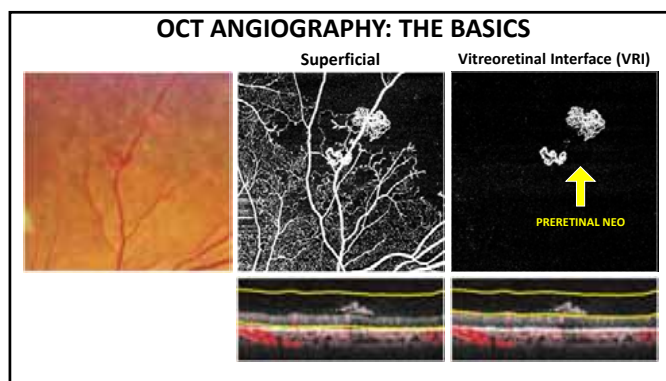 OCT ANGIOGRAPHY: THE BASICS
Superficial
Vitreoretinal Interface (VRI)
PRERETINAL NEO